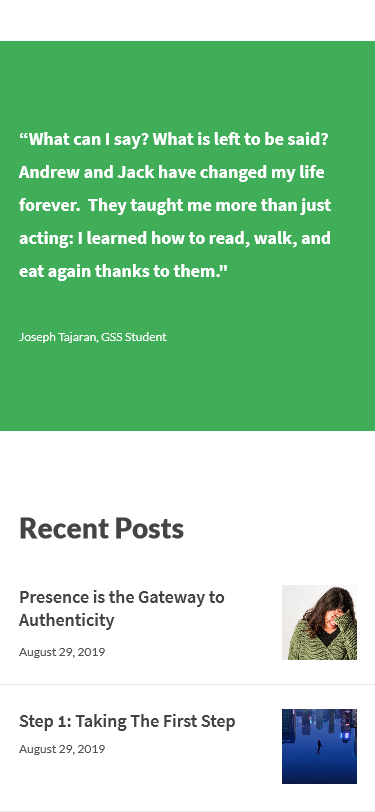 “What can I say? What is left to be said?
Andrew and Jack have changed my life
forever.  They taught me more than just
acting: I learned how to read, walk, and
eat again thanks to them."
Joseph Tajaran, GSS Student
Recent Posts
Presence is the Gateway to
Authenticity
August 29, 2019
Step 1: Taking The First Step
August 29, 2019